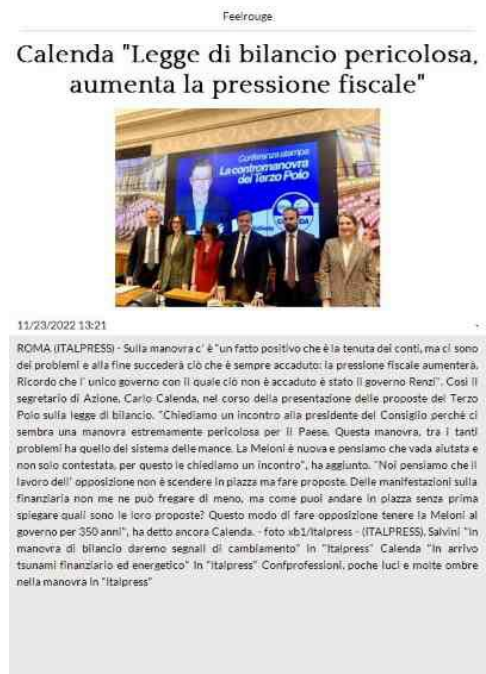 Feelrouge
Calenda "Legge di bilancio pericolosa,
aumenta la pressione fiscale"
Conferenza stampa
La contromanovra
del Terzo Polo
11/23/2022 13:21
ROMA (ITALPRESS) - Sulla manovra c' è "un fatto positivo che è la tenuta dei conti, ma ci sono
dei problemi e alla fine succederà ciò che è sempre accaduto: la pressione fiscale aumenterà.
Ricordo che l' unico governo con il quale ciò non è accaduto è stato il governo Renzi". Così il
segretario di Azione, Carlo Calenda, nel corso della presentazione delle proposte del Terzo
Polo sulla legge di bilancio. "Chiediamo un incontro alla presidente del Consiglio perché ci
sembra una manovra estremamente pericolosa per il Paese. Questa manovra, tra i tanti
problemi ha quello del sistema delle mance. La Meloni è nuova e pensiamo che vada aiutata e
non solo contestata, per questo le chiediamo un incontro", ha aggiunto. "Noi pensiamo che il
lavoro dell' opposizione non è scendere in piazza ma fare proposte. Delle manifestazioni sulla
finanziaria non me ne può fregare di meno, ma come puoi andare in piazza senza prima
spiegare quali sono le loro proposte? Questo modo di fare opposizione tenere la Meloni al
governo per 350 anni", ha detto ancora Calenda. - foto xb1/Italpress - (ITALPRESS). Salvini "In
manovra di bilancio daremo segnali di cambiamento" In "Italpress" Calenda "In arrivo
tsunami finanziario ed energetico" In "Italpress" Confprofessioni, poche luci e molte ombre
nella manovra In "Italpress"